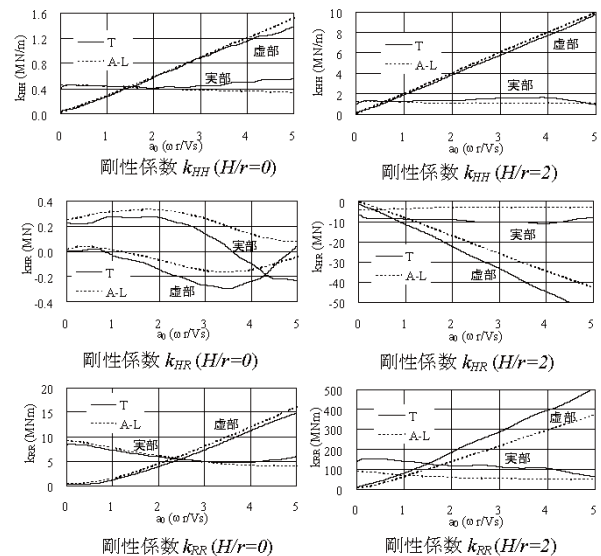 kHH (MN/m)
1.6
1.2
0.8
0.4
0.0
T
A-L
虚部
実部
0 1 2 3 4 5
a0 (ωr/Vs)
剛性係数 kHH (H/r=0)
kHH (MN/m)
10
8
6
4
2
0
T
A-L
虚部
実部
0 1 2 3 4 5
a0 (ωr/Vs)
剛性係数 kHH (H/r=2)
kHR (MN)
0.4
0.2
0.0
-0.2
-0.4
T
A-L
実部
虚部
0 1 2 3 4 5
a0 (ωr/Vs)
剛性係数 kHR (H/r=0)
kHR (MN)
0
-10
-20
-30
-40
-50
T
A-L
実部
虚部
0 1 2 3 4 5
a0 (ωr/Vs)
剛性係数 kHR (H/r=2)
kRR (MNm)
20
15
10
5
0
T
A-L
実部
虚部
0 1 2 3 4 5
a0 (ωr/Vs)
剛性係数 kRR (H/r=0)
kRR (MNm)
500
400
300
200
100
0
T
A-L
虚部
実部
0 1 2 3 4 5
a0 (ωr/Vs)
剛性係数 kRR (H/r=2)